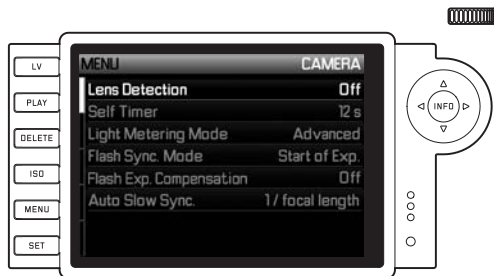 LV
PLAY
DELETE
ISO
MENU
SET
MENU CAMERA
Lens Detection Off
Self Timer 12 s
Light Metering Mode Advanced
Flash Sync. Mode Start of Exp.
Flash Exp. Compensation Off
Auto Slow Sync. 1/ focal length
INFO